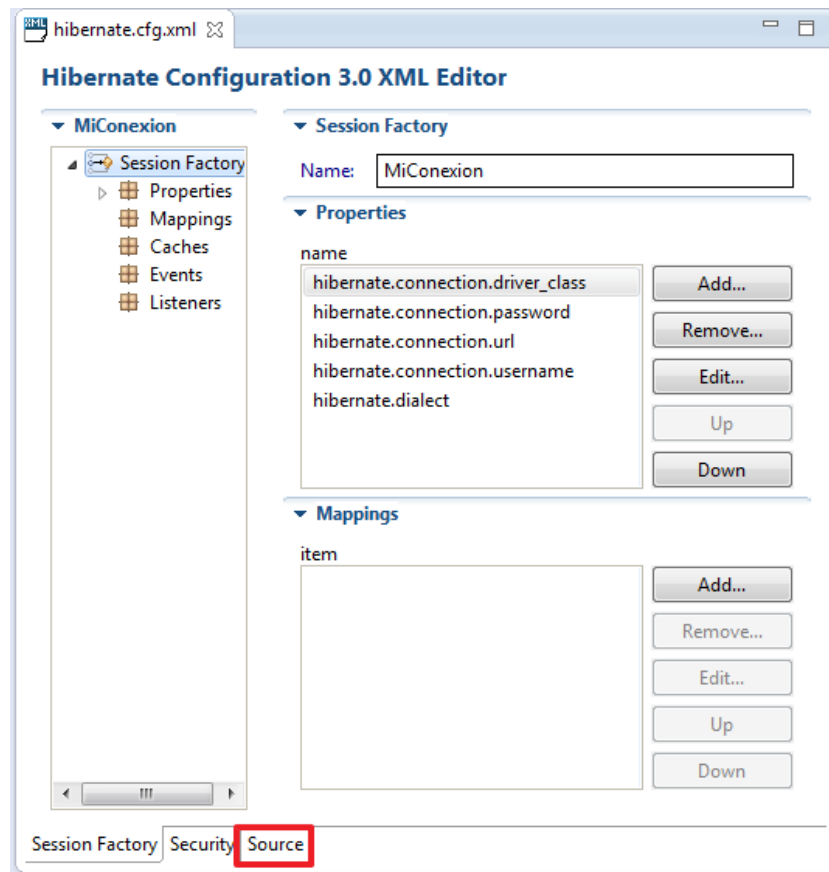 hibernate.cfg.xml
Hibernate Configuration 3.0 XML Editor
MiConexion
Session Factory
Properties
Mappings
Caches
Events
Listeners
Session Factory
Name: MiConexion
Properties
name
hibernate.connection.driver_class
hibernate.connection.password
hibernate.connection.url
hibernate.connection.username
hibernate.dialect
Add...
Remove...
Edit...
Up
Down
Mappings
item
Add...
Remove...
Edit...
Up
Down
Session Factory Security Source